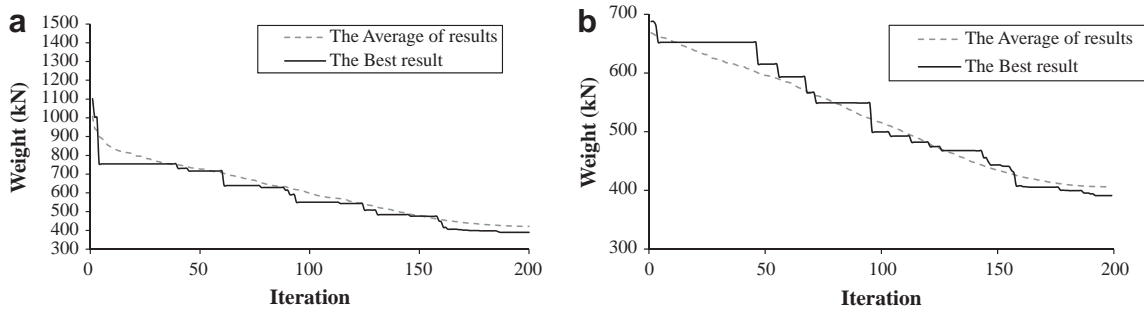 a
1500
1400
1300
1200
1100
1000
900
800
700
600
500
400
300
Weight (kN)
The Average of results
The Best result
0
50
100
150
200
Iteration
b
700
600
500
400
300
Weight (kN)
The Average of results
The Best result
0
50
100
150
200
Iteration